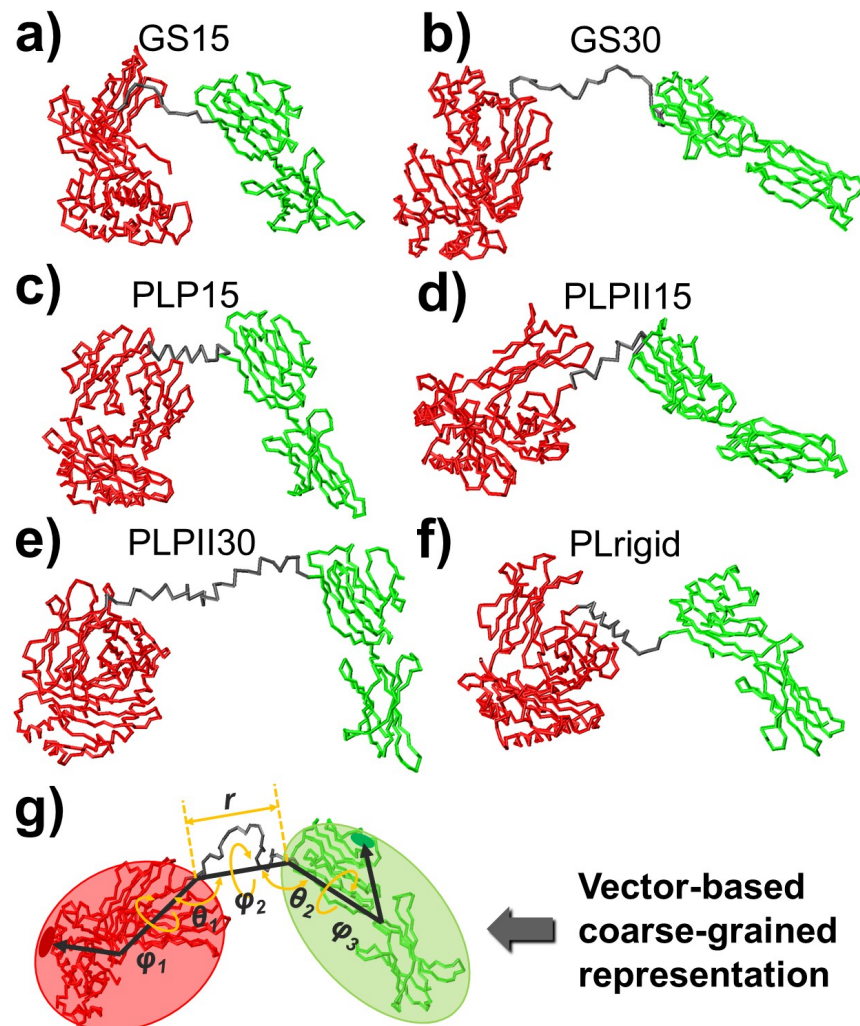 a) GS15
b) GS30
c) PLP15
d) PLPII15
e) PLPII30
f) PLrigid
g)
r
θ1
φ2
θ2
φ1
φ3
Vector-based
coarse-grained
representation